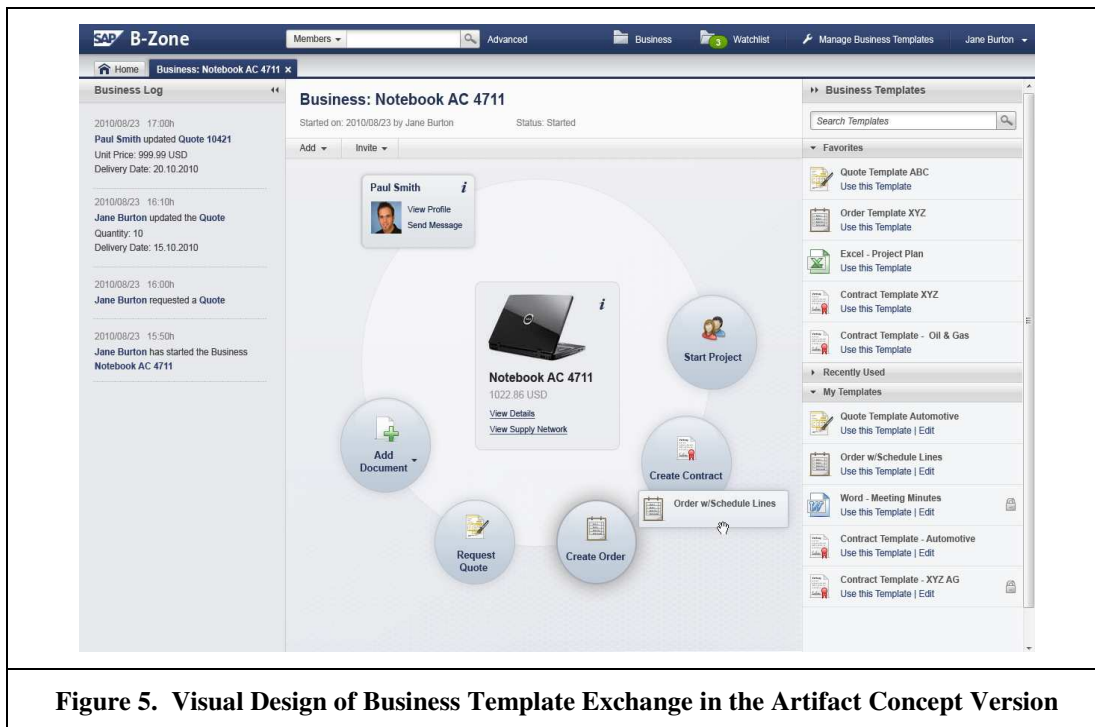 SAP B-Zone
Members
Advanced
Business
3
Watchlist
Manage Business Templates
Jane Burton
Home
Business: Notebook AC 4711 ×
Business Log
2010/08/23 17:00h
Paul Smith updated Quote 10421
Unit Price: 999.99 USD
Delivery Date: 20.10.2010
2010/08/23 16:10h
Jane Burton updated the Quote
Quantity: 10
Delivery Date: 15.10.2010
2010/08/23 16:00h
Jane Burton requested a Quote
2010/08/23 15:50h
Jane Burton has started the Business
Notebook AC 4711
Business: Notebook AC 4711
Started on: 2010/08/23 by Jane Burton Status: Started
Add
Invite
Paul Smith i
View Profile
Send Message
i
Notebook AC 4711
1022.86 USD
View Details
View Supply Network
Start Project
Create Contract
Order w/Schedule Lines
Create Order
Request
Quote
Add
Document
Business Templates
Search Templates
Favorites
Quote Template ABC
Use this Template
Order Template XYZ
Use this Template
Excel - Project Plan
Use this Template
Contract Template XYZ
Use this Template
Contract Template - Oil & Gas
Use this Template
Recently Used
My Templates
Quote Template Automotive
Use this Template | Edit
Order w/Schedule Lines
Use this Template | Edit
Word - Meeting Minutes
Use this Template | Edit
Contract Template - Automotive
Use this Template | Edit
Contract Template - XYZ AG
Use this Template | Edit
Figure 5. Visual Design of Business Template Exchange in the Artifact Concept Version